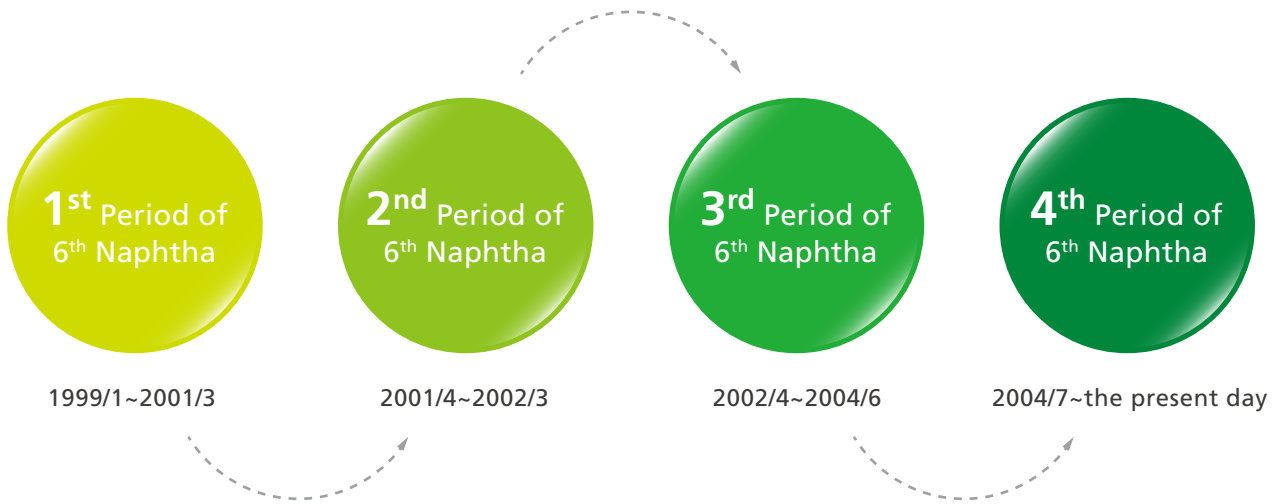 1st Period of
6th Naphtha
2nd Period of
6th Naphtha
3rd Period of
6th Naphtha
4th Period of
6th Naphtha
1999/1~2001/3
2001/4~2002/3
2002/4~2004/6
2004/7~the present day